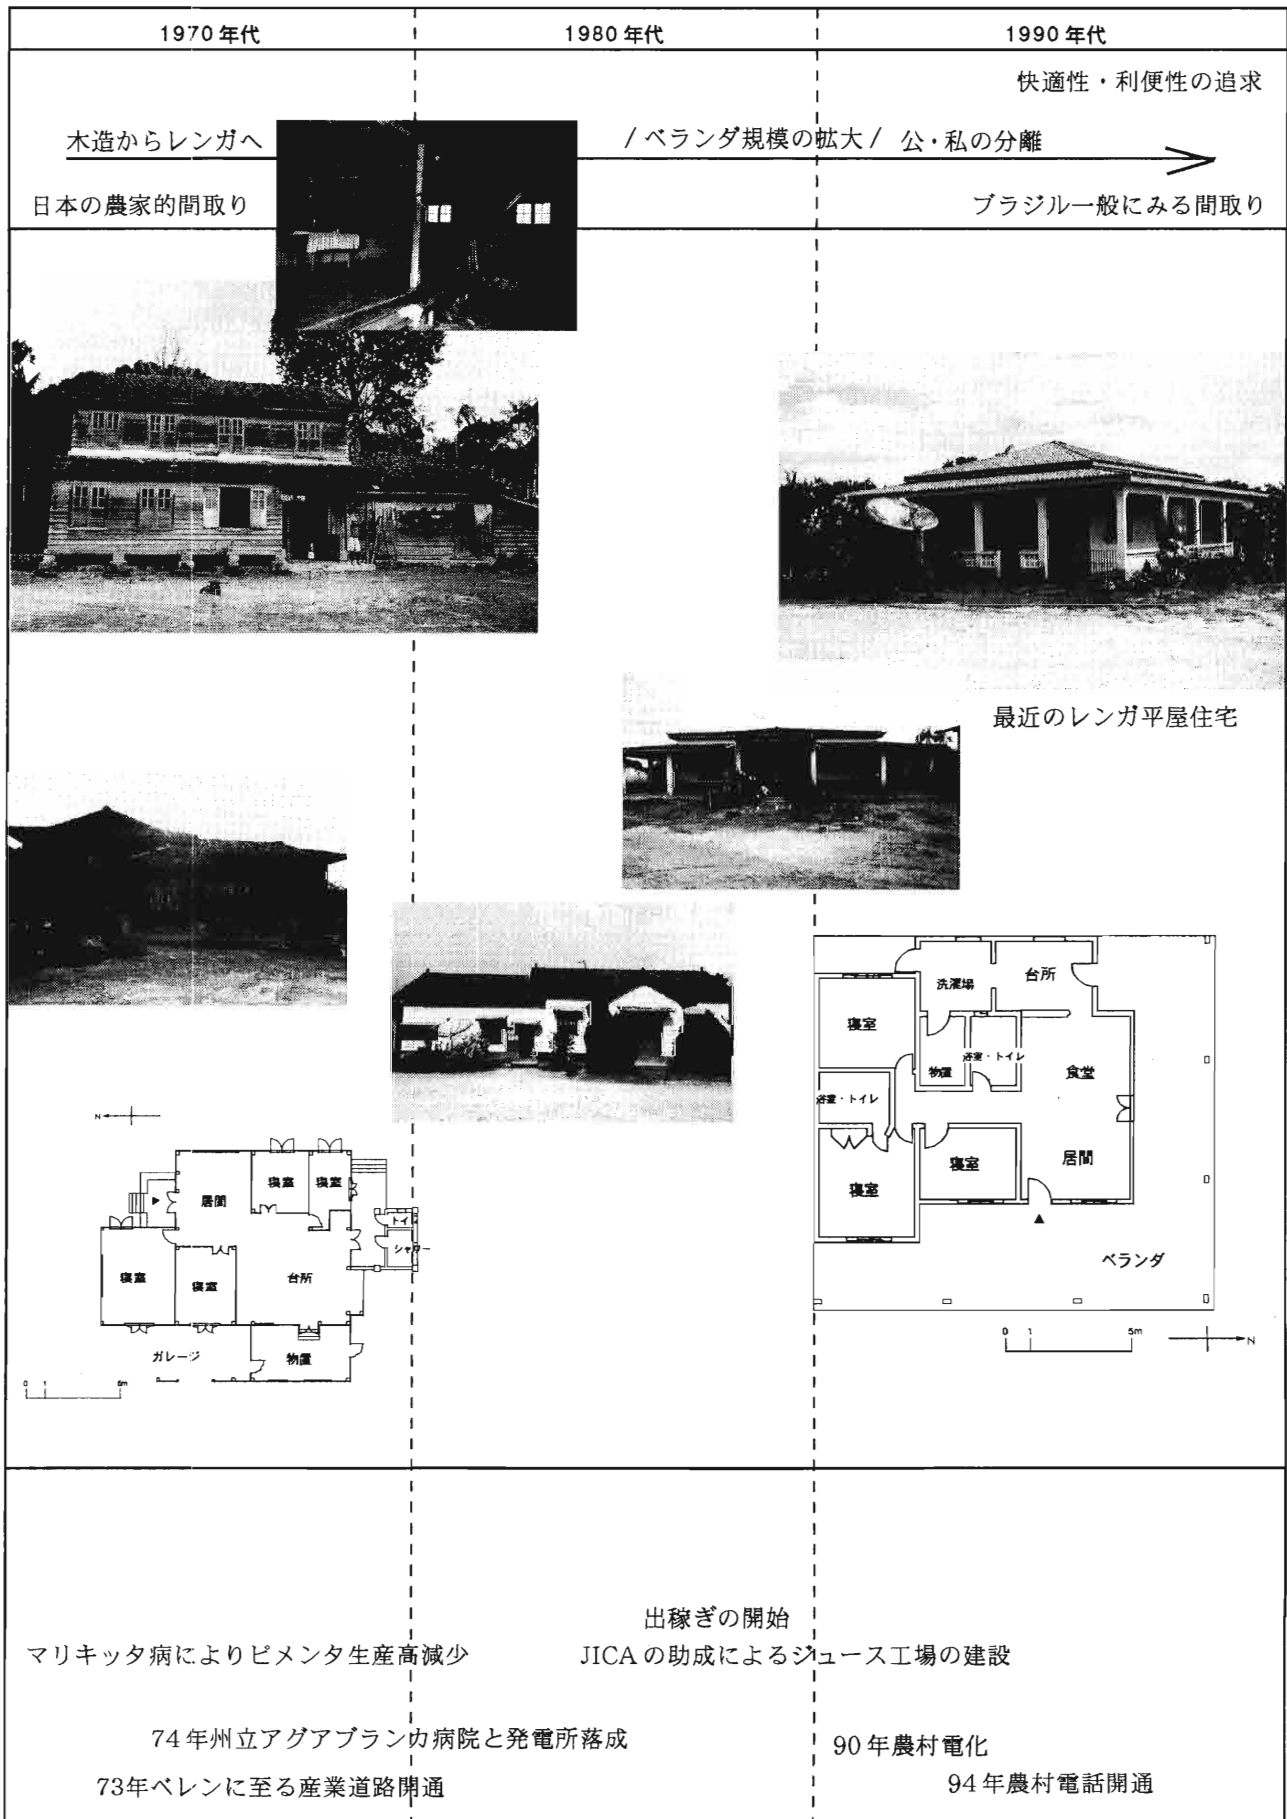 1970年代
1980年代
1990年代
快適性・利便性の追求
木造からレンガへ
/ ベランダ規模の拡大 / 公・私の分離
日本の農家的間取り
ブラジル一般にみる間取り
最近のレンガ平屋住宅
洗濯場
台所
寝室
物置
浴室・トイレ
食堂
浴室・トイレ
寝室
寝室
居間
ベランダ
0 1 5m
N
N
居間
寝室
寝室
トイレ
シャワー
寝室
寝室
台所
ガレージ
物置
0 1 5m
出稼ぎの開始
マリキッタ病によりピメンタ生産高減少
JICAの助成によるジュース工場の建設
74年州立アグアブランカ病院と発電所落成
90年農村電化
73年ベレンに至る産業道路開通
94年農村電話開通